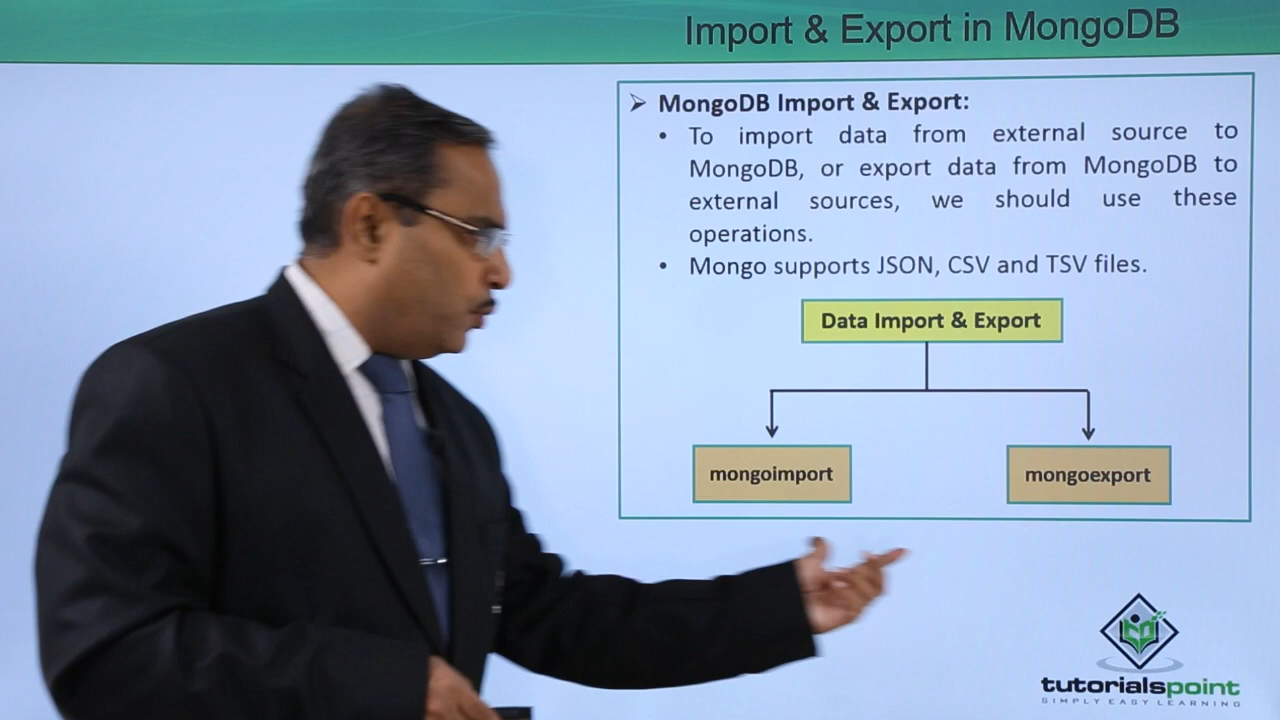 Import & Export in MongoDB
➢ MongoDB Import & Export:
• To import data from external source to
MongoDB, or export data from MongoDB to
external sources, we should use these
operations.
• Mongo supports JSON, CSV and TSV files.
Data Import & Export
mongoimport
mongoexport
tutorialspoint
SIMPLY EASY LEARNING